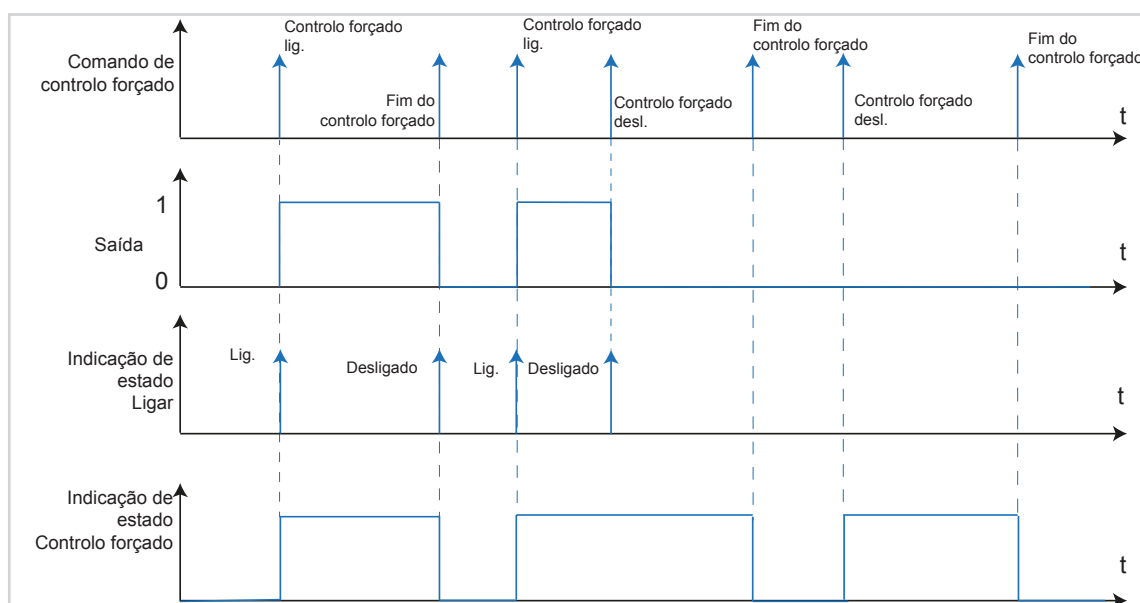 Comando de
controlo forçado
Controlo forçado
lig.
Fim do
controlo forçado
Controlo forçado
lig.
Controlo forçado
desl.
Fim do
controlo forçado
Controlo forçado
desl.
Fim do
controlo forçado
t
1
Saída
0
t
Indicação de
estado
Ligar
Lig.
Desligado
Lig.
Desligado
t
Indicação de
estado
Controlo forçado
t